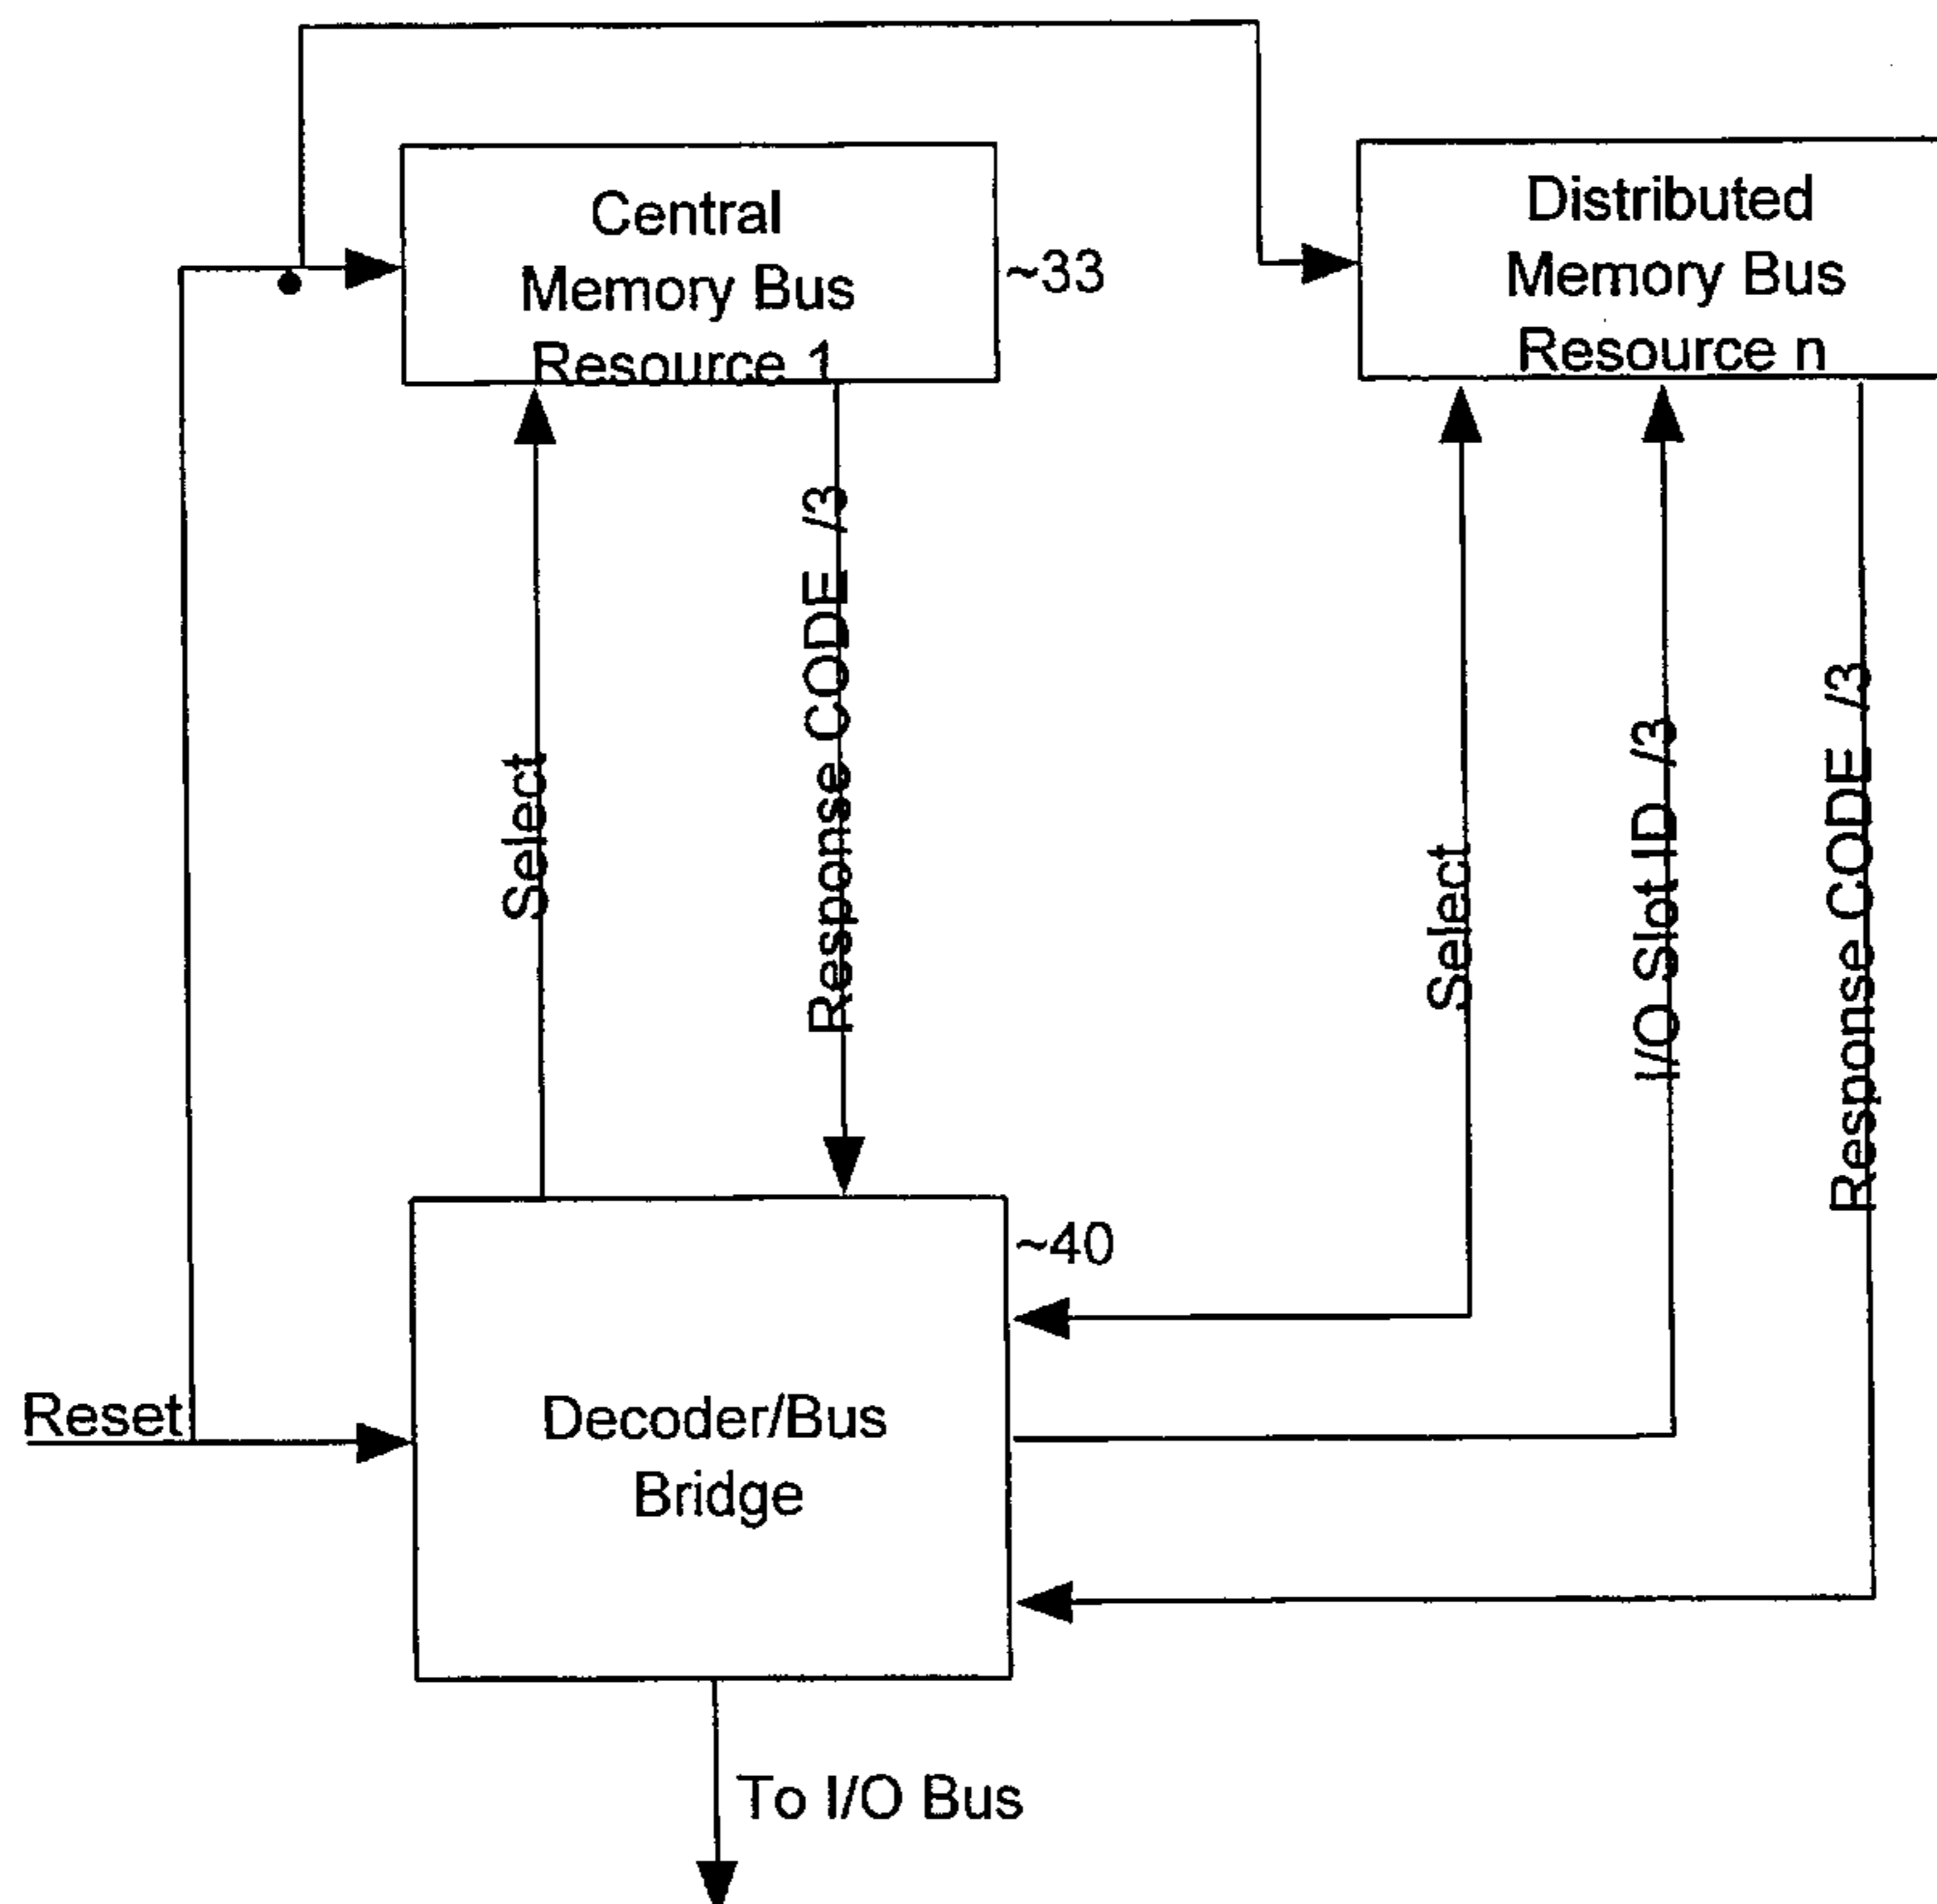 Central
Memory Bus
Resource 1
~33
Distributed
Memory Bus
Resource n
Select
Response CODE /3
Select
I/O Slot ID /3
Response CODE /3
~40
Reset
Decoder/Bus
Bridge
To I/O Bus